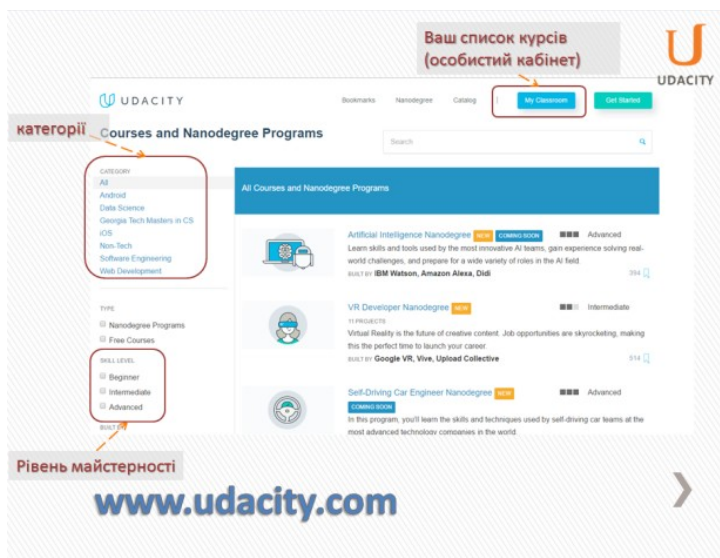 Ваш список курсів
(особистий кабінет)
UDACITY
UDACITY
Bookmarks Nanodegree Catalog My Classroom Get Started
категорії
Courses and Nanodegree Programs
Search
CATEGORY
All
Android
Data Science
Georgia Tech Masters in CS
iOS
Non-Tech
Software Engineering
Web Development
TYPE
Nanodegree Programs
Free Courses
SKILL LEVEL
Beginner
Intermediate
Advanced
BUILT
All Courses and Nanodegree Programs
Artificial Intelligence Nanodegree NEW COMING SOON Advanced
Learn skills and tools used by the most innovative AI teams, gain experience solving real-
world challenges, and prepare for a wide variety of roles in the AI field.
BUILT BY IBM Watson, Amazon Alexa, Didi 394
VR Developer Nanodegree NEW Intermediate
11 PROJECTS
Virtual Reality is the future of creative content. Job opportunities are skyrocketing, making
this the perfect time to launch your career.
BUILT BY Google VR, Vive, Upload Collective 514
Self-Driving Car Engineer Nanodegree NEW Advanced
COMING SOON
In this program, you'll learn the skills and techniques used by self-driving car teams at the
most advanced technology companies in the world.
Рівень майстерності
www.udacity.com